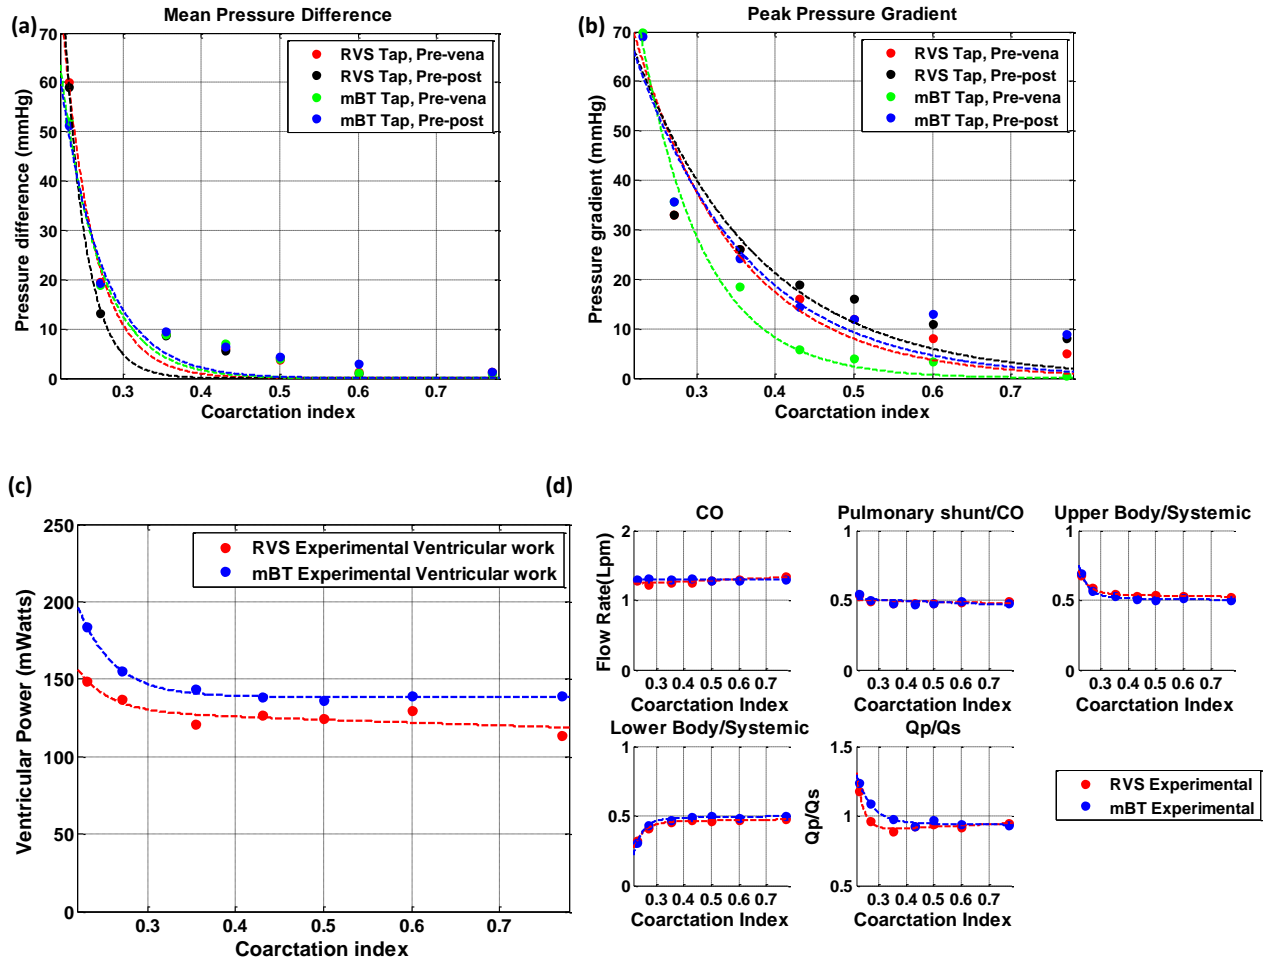 (a)
Mean Pressure Difference
70
60
50
40
30
20
10
0
Pressure difference (mmHg)
RVS Tap, Pre-vena
RVS Tap, Pre-post
mBT Tap, Pre-vena
mBT Tap, Pre-post
0.3 0.4 0.5 0.6 0.7
Coarctation index
(b)
Peak Pressure Gradient
70
60
50
40
30
20
10
0
Pressure gradient (mmHg)
RVS Tap, Pre-vena
RVS Tap, Pre-post
mBT Tap, Pre-vena
mBT Tap, Pre-post
0.3 0.4 0.5 0.6 0.7
Coarctation index
(c)
250
200
150
100
50
0
Ventricular Power (mWatts)
RVS Experimental Ventricular work
mBT Experimental Ventricular work
0.3 0.4 0.5 0.6 0.7
Coarctation index
(d)
CO
2
1
0
Flow Rate(Lpm)
0.3 0.4 0.5 0.6 0.7
Coarctation Index
Pulmonary shunt/CO
1
0.5
0
0.3 0.4 0.5 0.6 0.7
Coarctation Index
Upper Body/Systemic
1
0.5
0
0.3 0.4 0.5 0.6 0.7
Coarctation Index
Lower Body/Systemic
1
0.5
0
0.3 0.4 0.5 0.6 0.7
Coarctation Index
Qp/Qs
1.5
1
0.5
Qp/Qs
0.3 0.4 0.5 0.6 0.7
Coarctation Index
RVS Experimental
mBT Experimental